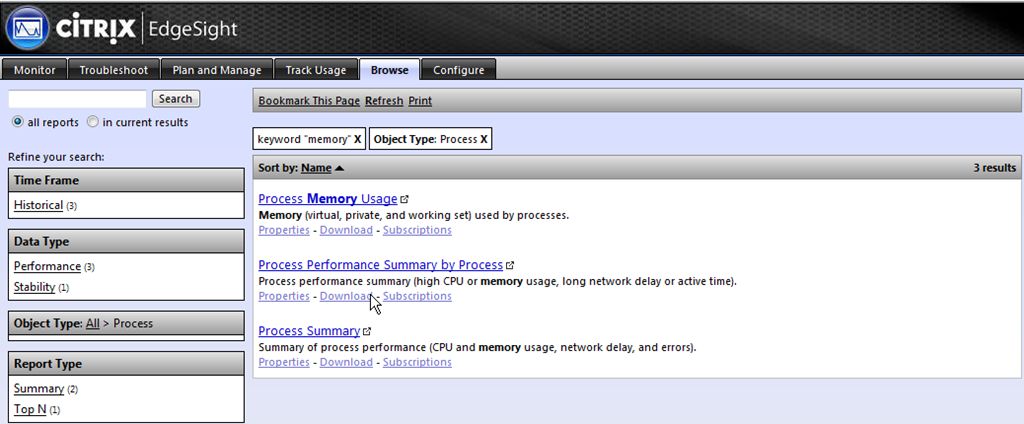 CİTRIX EdgeSight
Monitor Troubleshoot Plan and Manage Track Usage Browse Configure
Search
all reports in current results
Refine your search:
Time Frame
Historical (3)
Data Type
Performance (3)
Stability (1)
Object Type: All > Process
Report Type
Summary (2)
Top N (1)
Bookmark This Page Refresh Print
keyword "memory" X Object Type: Process X
Sort by: Name 3 results
Process Memory Usage
Memory (virtual, private, and working set) used by processes.
Properties - Download - Subscriptions
Process Performance Summary by Process
Process performance summary (high CPU or memory usage, long network delay or active time).
Properties - Download - Subscriptions
Process Summary
Summary of process performance (CPU and memory usage, network delay, and errors).
Properties - Download - Subscriptions